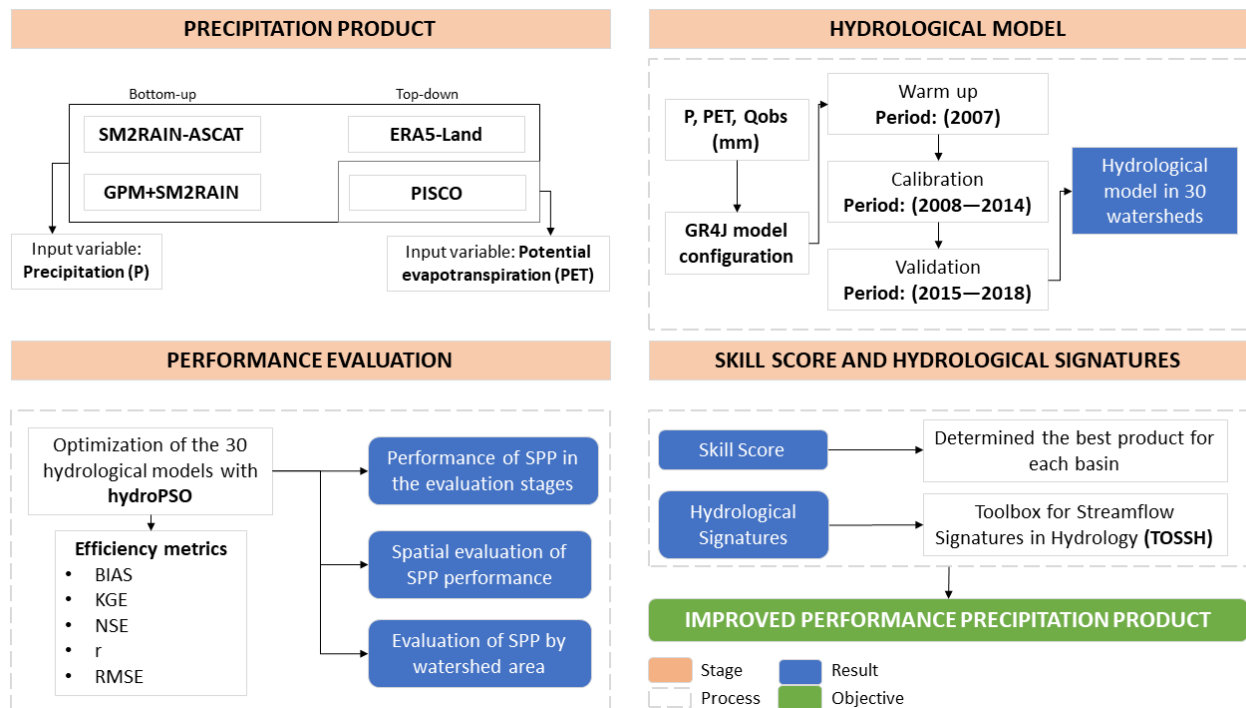 PRECIPITATION PRODUCT
Bottom-up
Top-down
SM2RAIN-ASCAT
ERA5-Land
GPM+SM2RAIN
PISCO
Input variable:
Precipitation (P)
Input variable: Potential
evapotranspiration (PET)
HYDROLOGICAL MODEL
P, PET, Qobs
(mm)
GR4J model
configuration
Warm up
Period: (2007)
Calibration
Period: (2008—2014)
Validation
Period: (2015—2018)
Hydrological
model in 30
watersheds
PERFORMANCE EVALUATION
Optimization of the 30
hydrological models with
hydroPSO
Efficiency metrics
• BIAS
• KGE
• NSE
• r
• RMSE
Performance of SPP in
the evaluation stages
Spatial evaluation of
SPP performance
Evaluation of SPP by
watershed area
SKILL SCORE AND HYDROLOGICAL SIGNATURES
Skill Score
Determined the best product for
each basin
Hydrological
Signatures
Toolbox for Streamflow
Signatures in Hydrology (TOSSH)
IMPROVED PERFORMANCE PRECIPITATION PRODUCT
Stage
Result
Process
Objective